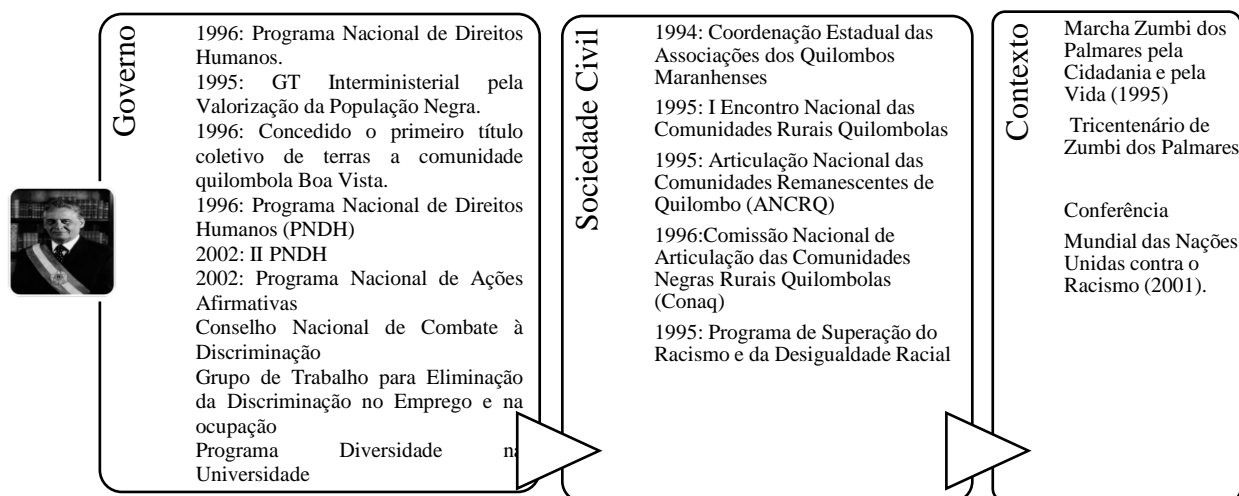 Governo
1996: Programa Nacional de Direitos
Humanos.
1995: GT Interministerial pela
Valorização da População Negra.
1996: Concedido o primeiro título
coletivo de terras a comunidade
quilombola Boa Vista.
1996: Programa Nacional de Direitos
Humanos (PNDH)
2002: II PNDH
2002: Programa Nacional de Ações
Afirmativas
Conselho Nacional de Combate à
Discriminação
Grupo de Trabalho para Eliminação
da Discriminação no Emprego e na
ocupação
Programa Diversidade na
Universidade
Sociedade Civil
1994: Coordenação Estadual das
Associações dos Quilombos
Maranhenses
1995: I Encontro Nacional das
Comunidades Rurais Quilombolas
1995: Articulação Nacional das
Comunidades Remanescentes de
Quilombo (ANCRQ)
1996:Comissão Nacional de
Articulação das Comunidades
Negras Rurais Quilombolas
(Conaq)
1995: Programa de Superação do
Racismo e da Desigualdade Racial
Contexto
Marcha Zumbi dos
Palmares pela
Cidadania e pela
Vida (1995)
Tricentenário de
Zumbi dos Palmares
Conferência
Mundial das Nações
Unidas contra o
Racismo (2001).